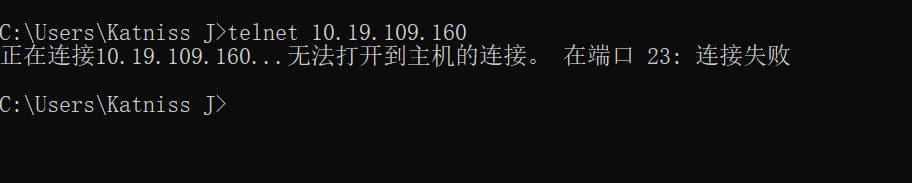 C:\Users\Katniss J>telnet 10.19.109.160
正在连接10.19.109.160...无法打开到主机的连接。 在端口 23: 连接失败
C:\Users\Katniss J>